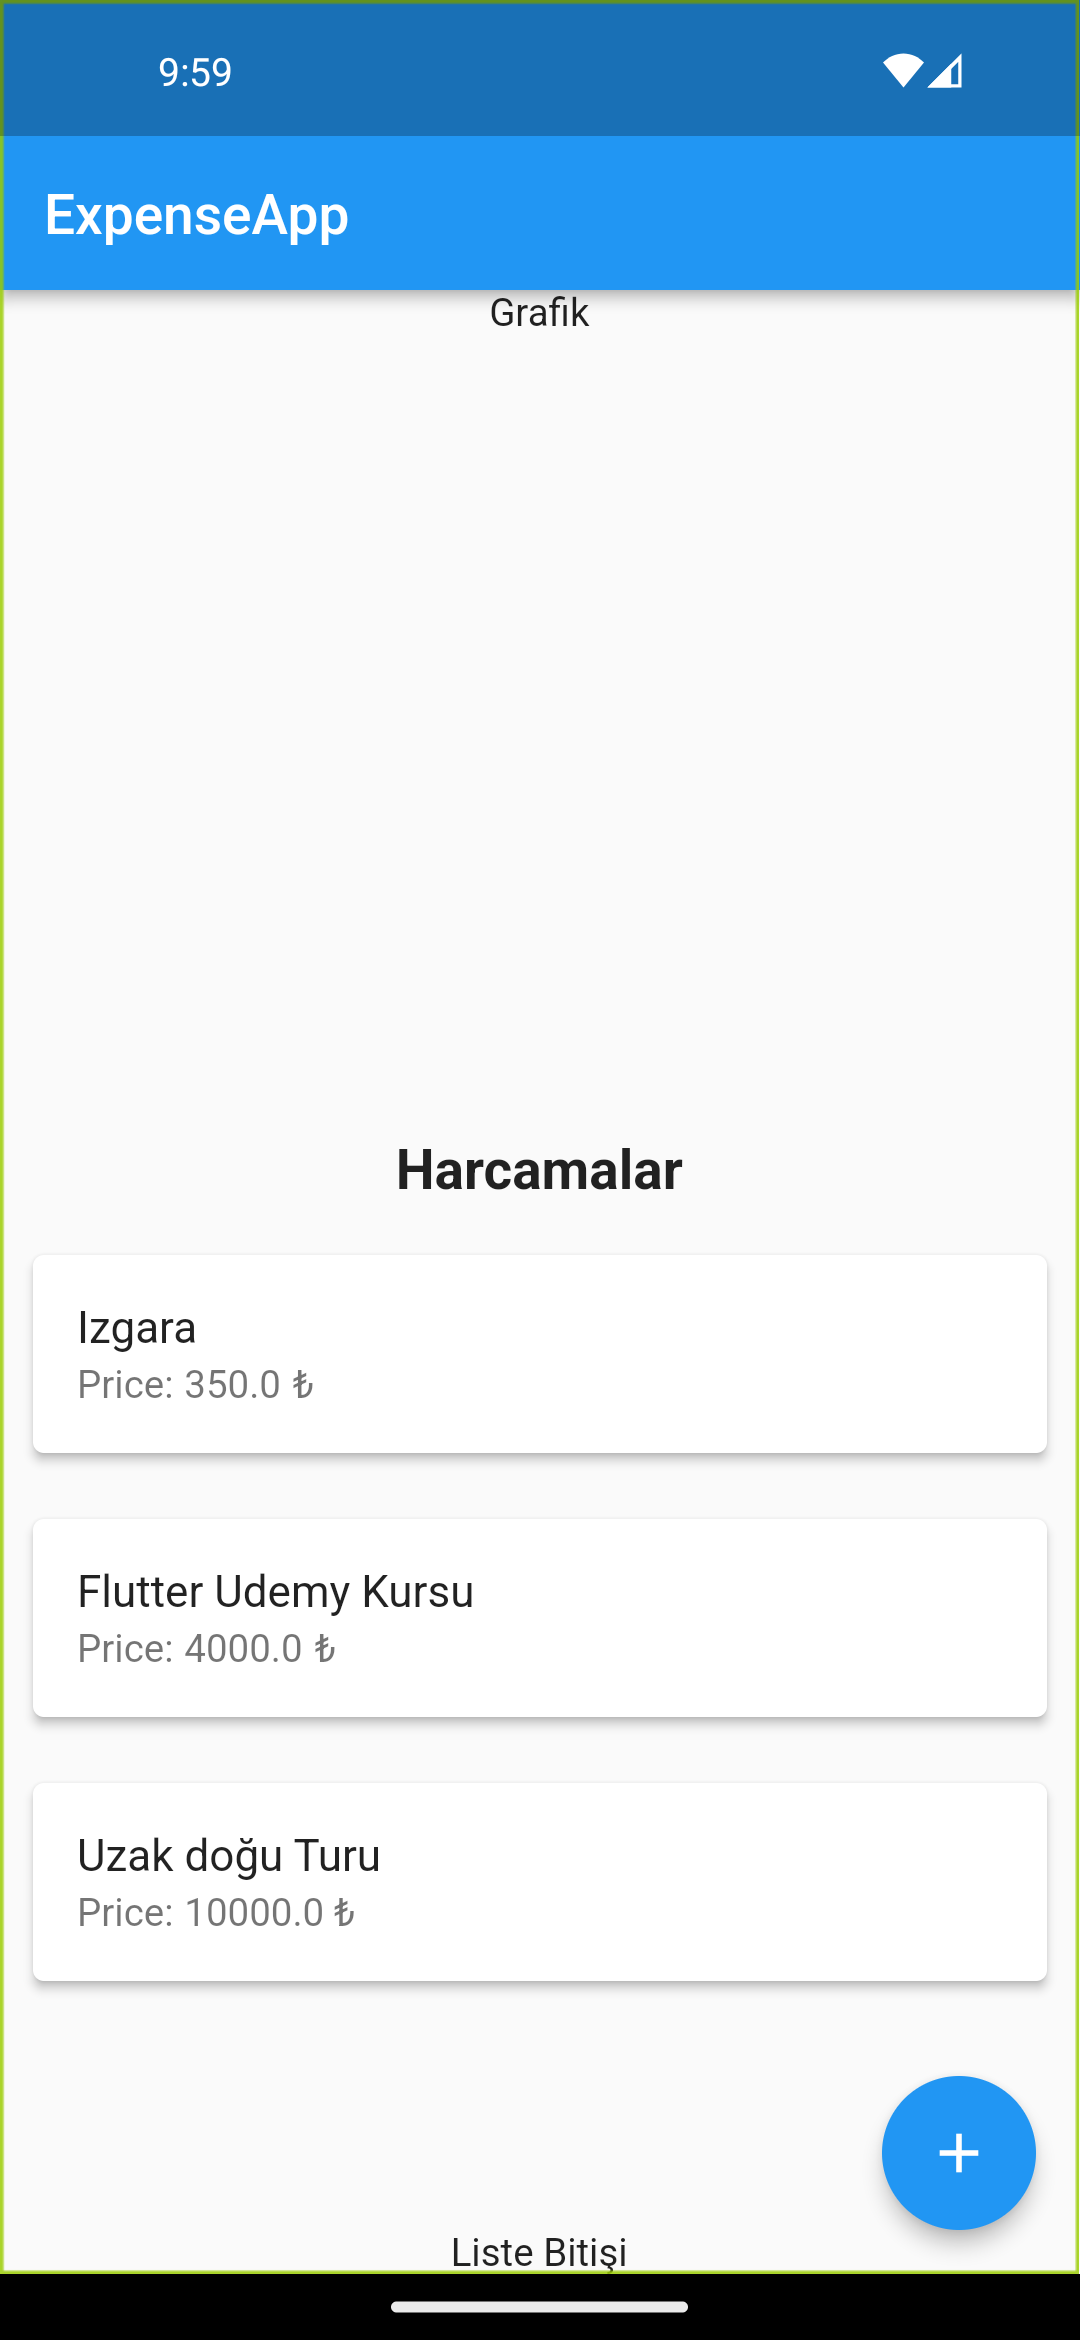 9:59
ExpenseApp
Grafik
Harcamalar
Izgara
Price: 350.0 ₺
Flutter Udemy Kursu
Price: 4000.0 ₺
Uzak doğu Turu
Price: 10000.0 ₺
Liste Bitişi